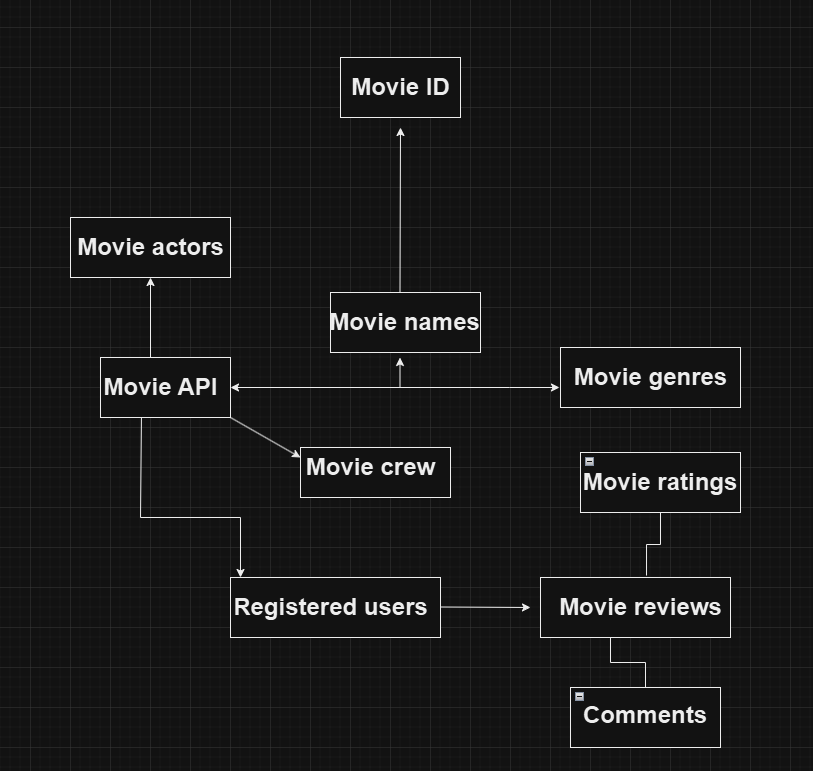 Movie ID
Movie actors
Movie names
Movie genres
Movie API
Movie crew
Movie ratings
Registered users
Movie reviews
Comments